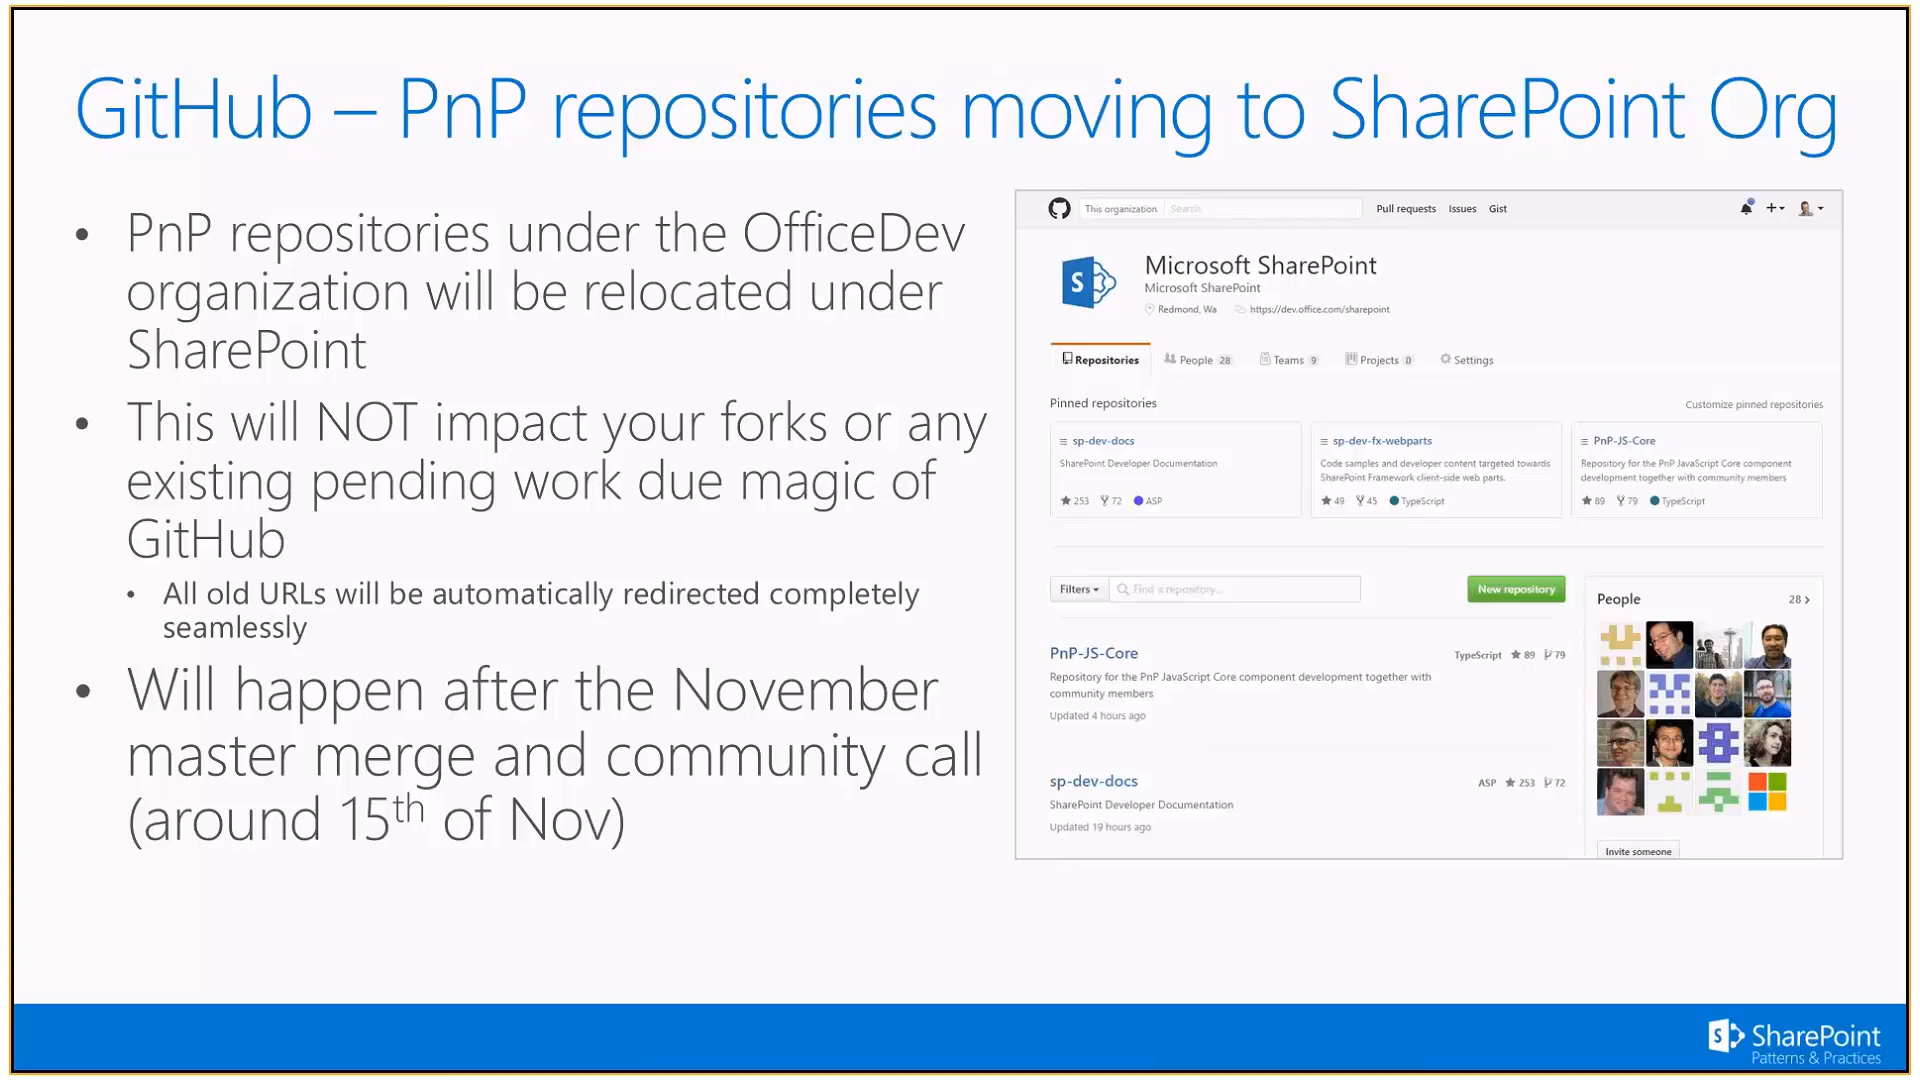 GitHub – PnP repositories moving to SharePoint Org
• PnP repositories under the OfficeDev
organization will be relocated under
SharePoint
• This will NOT impact your forks or any
existing pending work due magic of
GitHub
• All old URLs will be automatically redirected completely
seamlessly
• Will happen after the November
master merge and community call
(around 15th of Nov)
This organization Search Pull requests Issues Gist
Microsoft SharePoint
Microsoft SharePoint
Redmond, Wa https://dev.office.com/sharepoint
Repositories People 28 Teams 9 Projects 0 Settings
Pinned repositories Customize pinned repositories
sp-dev-docs
SharePoint Developer Documentation
253 72 ASP
sp-dev-fx-webparts
Code samples and developer content targeted towards
SharePoint Framework client-side web parts.
49 45 TypeScript
PnP-JS-Core
Repository for the PnP JavaScript Core component
development together with community members
89 79 TypeScript
Filters Find a repository... New repository
PnP-JS-Core TypeScript 89 79
Repository for the PnP JavaScript Core component development together with
community members
Updated 4 hours ago
sp-dev-docs ASP 253 72
SharePoint Developer Documentation
Updated 19 hours ago
People 28
Invite someone
S SharePoint
Patterns & Practices